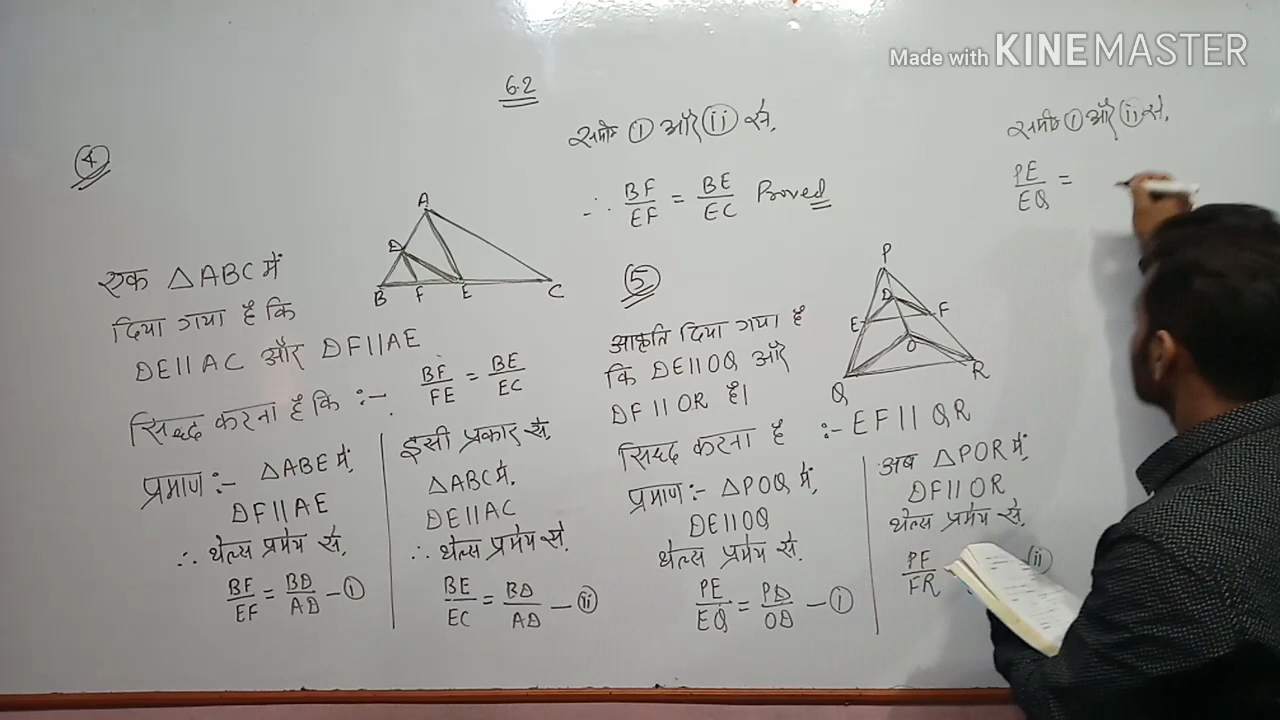 Made with KINEMASTER
6.2
④
एक △ABC में
दिया गया है कि
DE||AC और DF||AE
सिद्ध करना है कि :- BF/FE = BE/EC
A
D
B F E C
प्रमाण :- △ABE में,
DF||AE
∴ थेल्स प्रमेय से,
BF/EF = BD/AD - ⓘ
इसी प्रकार से,
△ABC में,
DE||AC
∴ थेल्स प्रमेय से,
BE/EC = BD/AD - ⓘⓘ
समी० ⓘ और ⓘⓘ से,
∴ BF/EF = BE/EC Proved
⑤
आकृति दिया गया है
कि DE||OQ और
DF||OR है।
सिद्ध करना है :- EF||QR
P
D
E F
O
Q R
प्रमाण :- △POQ में,
DE||OQ
थेल्स प्रमेय से,
PE/EQ = PD/OD - ⓘ
अब △POR में,
DF||OR
थेल्स प्रमेय से,
PF/FR (ii)
समी० ⓘ और ⓘⓘ से,
PE/EQ =